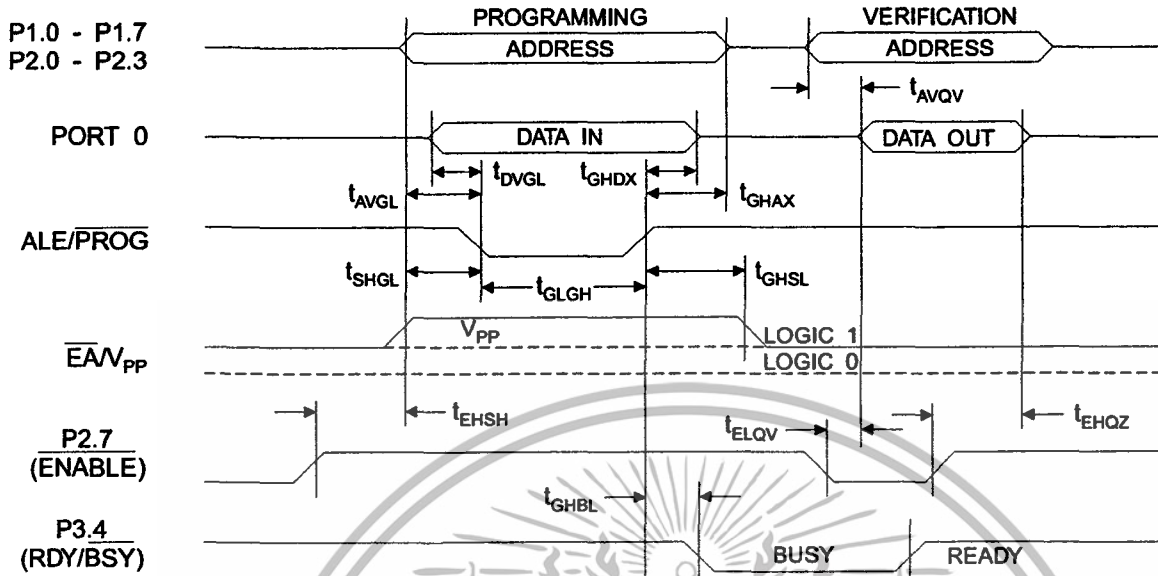 PROGRAMMING VERIFICATION
P1.0 - P1.7
P2.0 - P2.3 ADDRESS ADDRESS
tAVQV
PORT 0 DATA IN DATA OUT
tDVGL tGHDX
tAVGL tGHAX
ALE/PROG
tSHGL tGLGH tGHSL
EA/VPP VPP LOGIC 1
LOGIC 0
tEHSH tELQV tEHQZ
P2.7
(ENABLE)
tGHBL
P3.4
(RDY/BSY) BUSY READY